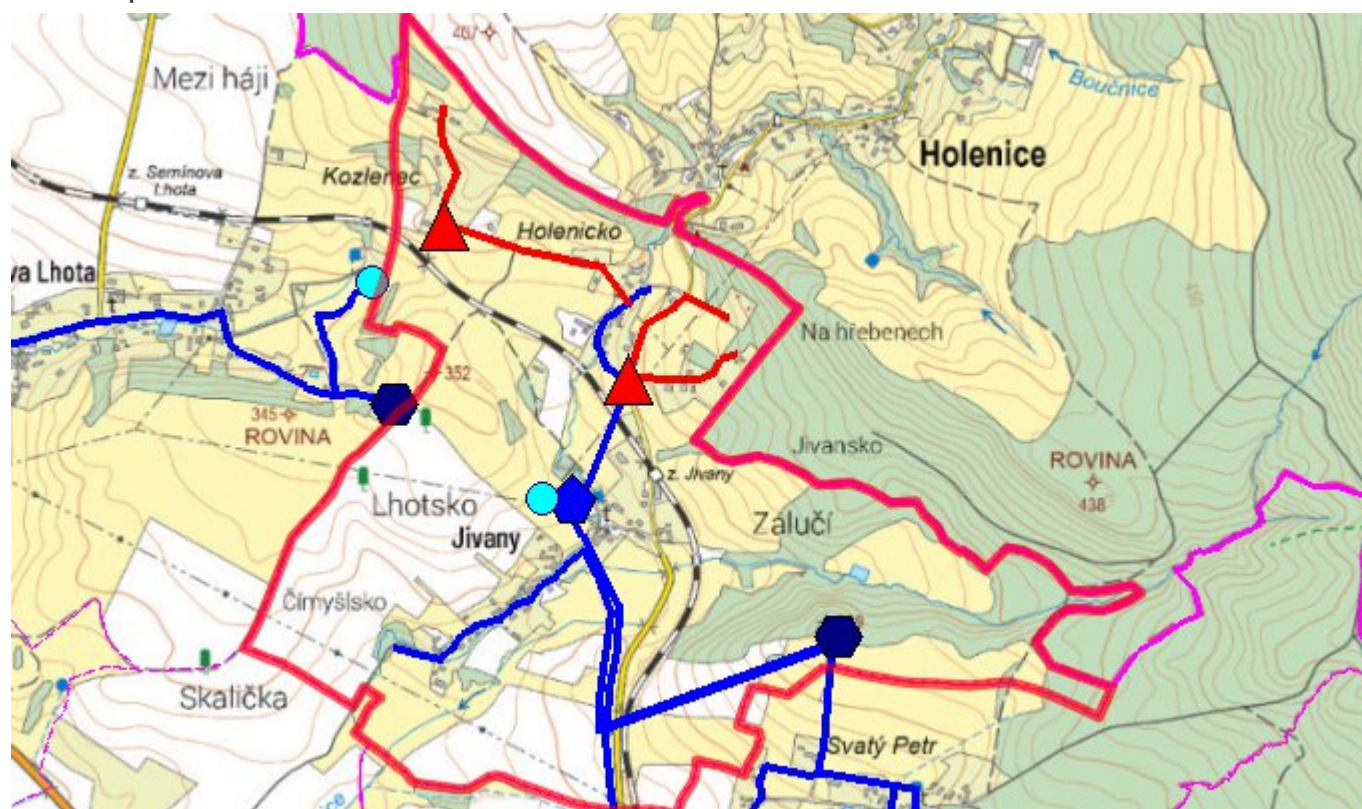 467
Mezi háji
Boučnice
Holenice
z. Semínova
Lhota
Kozlenec
Holenicko
va Lhota
Na hřebenech
352
345
ROVINA
Jivansko
ROVINA
438
z. Jivany
Lhotsko
Zálučí
Jivany
Čímyšlsko
Skalička
Svatý Petr